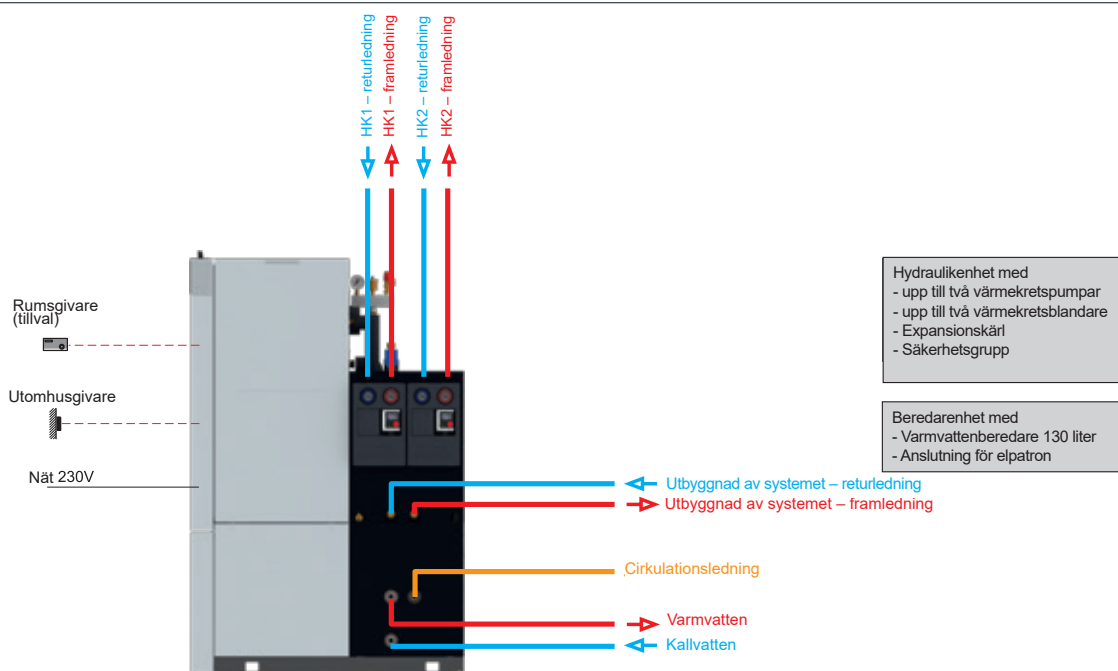 HK1 – returledning
HK1 – framledning
HK2 – returledning
HK2 – framledning
Rumsgivare
(tillval)
Utomhusgivare
Nät 230V
Hydraulikenhet med
- upp till två värmekretspumpar
- upp till två värmekretsblandare
- Expansionskärl
- Säkerhetsgrupp
Beredarenhet med
- Varmvattenberedare 130 liter
- Anslutning för elpatron
Utbyggnad av systemet – returledning
Utbyggnad av systemet – framledning
Cirkulationsledning
Varmvatten
Kallvatten